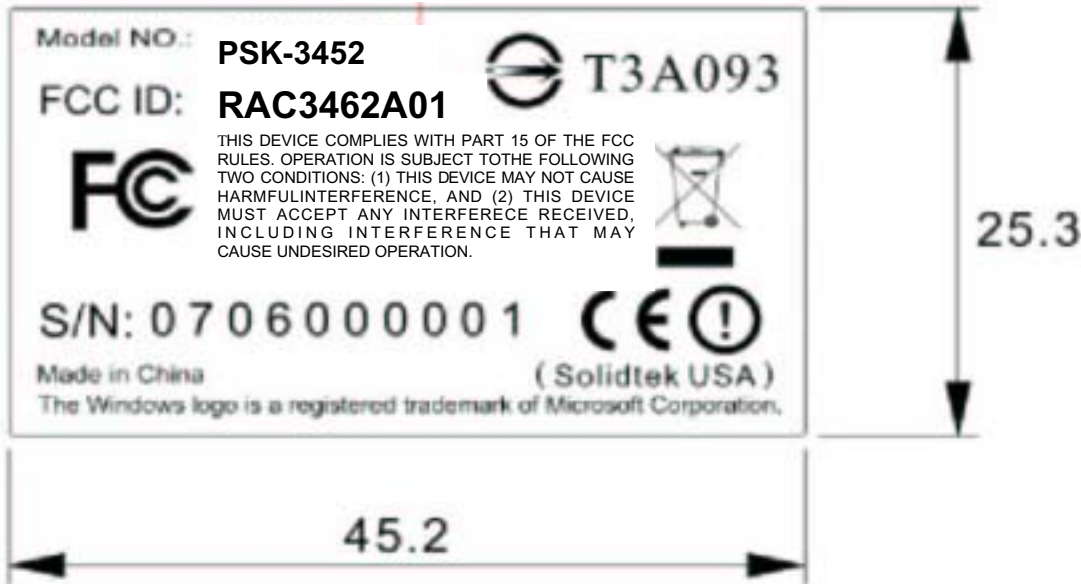 Model NO.: PSK-3452
T3A093
FCC ID: RAC3462A01
FC
THIS DEVICE COMPLIES WITH PART 15 OF THE FCC
RULES. OPERATION IS SUBJECT TOTHE FOLLOWING
TWO CONDITIONS: (1) THIS DEVICE MAY NOT CAUSE
HARMFULINTERFERENCE, AND (2) THIS DEVICE
MUST ACCEPT ANY INTERFERECE RECEIVED,
INCLUDING INTERFERENCE THAT MAY
CAUSE UNDESIRED OPERATION.
25.3
S/N: 0706000001
CE
(Solidtek USA)
Made in China
The Windows logo is a registered trademark of Microsoft Corporation.
45.2